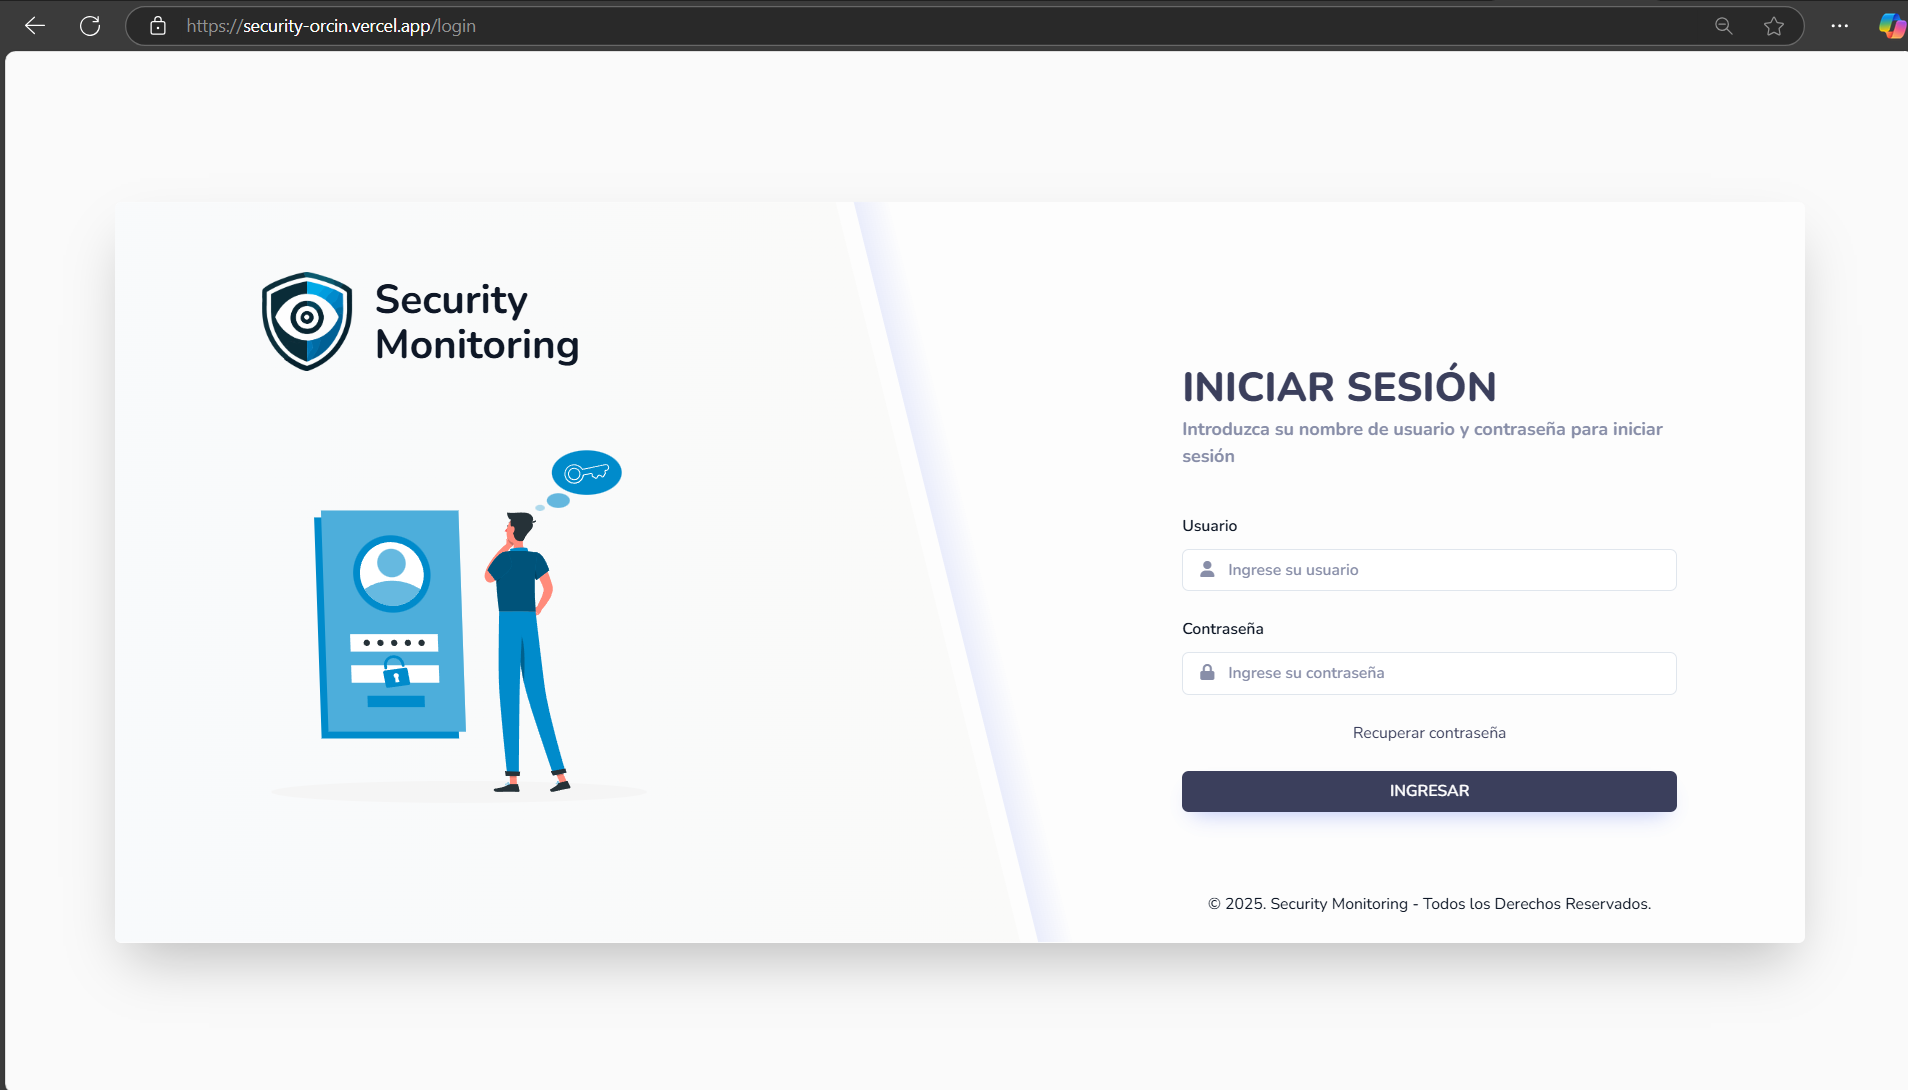 https://security-orcin.vercel.app/login
Security
Monitoring
INICIAR SESIÓN
Introduzca su nombre de usuario y contraseña para iniciar
sesión
Usuario
Ingrese su usuario
Contraseña
Ingrese su contraseña
Recuperar contraseña
INGRESAR
© 2025. Security Monitoring - Todos los Derechos Reservados.